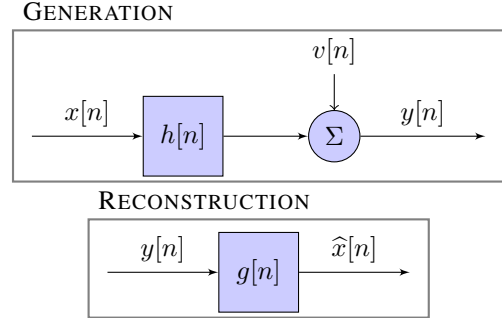 GENERATION
v[n]
x[n]
h[n]
Σ
y[n]
RECONSTRUCTION
y[n]
g[n]
x̂[n]